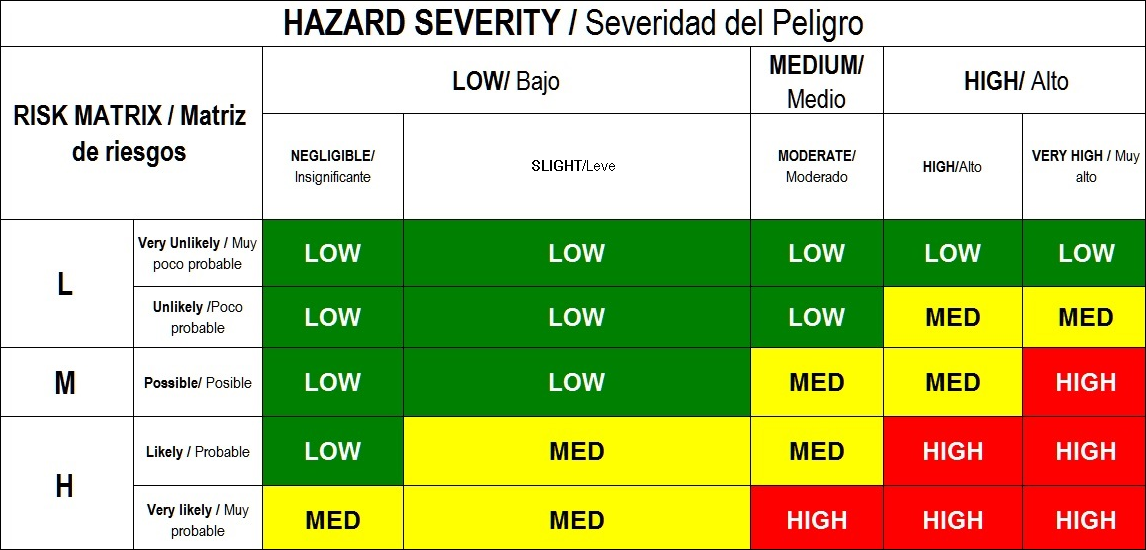 HAZARD SEVERITY / Severidad del Peligro
RISK MATRIX / Matriz
de riesgos
LOW/ Bajo
MEDIUM/
Medio
HIGH/ Alto
NEGLIGIBLE/
Insignificante
SLIGHT/Leve
MODERATE/
Moderado
HIGH/Alto
VERY HIGH / Muy
alto
L
Very Unlikely / Muy
poco probable
LOW
LOW
LOW
LOW
LOW
Unlikely /Poco
probable
LOW
LOW
LOW
MED
MED
M
Possible/ Posible
LOW
LOW
MED
MED
HIGH
H
Likely / Probable
LOW
MED
MED
HIGH
HIGH
Very likely / Muy
probable
MED
MED
HIGH
HIGH
HIGH